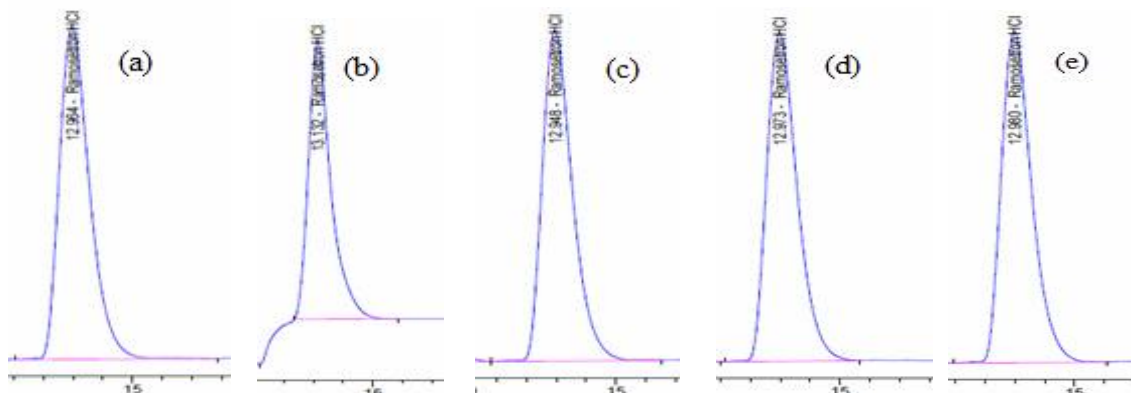 12.964 - Ramosetron HCl
(a)
15
13.132 - Ramosetron HCl
(b)
15
12.948 - Ramosetron HCl
(c)
15
12.973 - Ramosetron HCl
(d)
15
12.960 - Ramosetron HCl
(e)
15